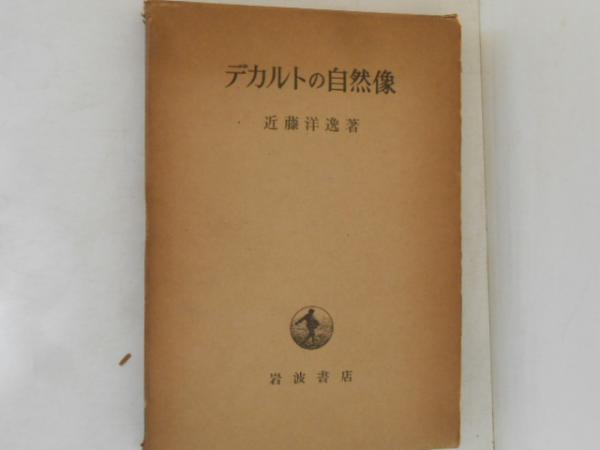 デカルトの自然像
近藤洋逸著
岩波書店